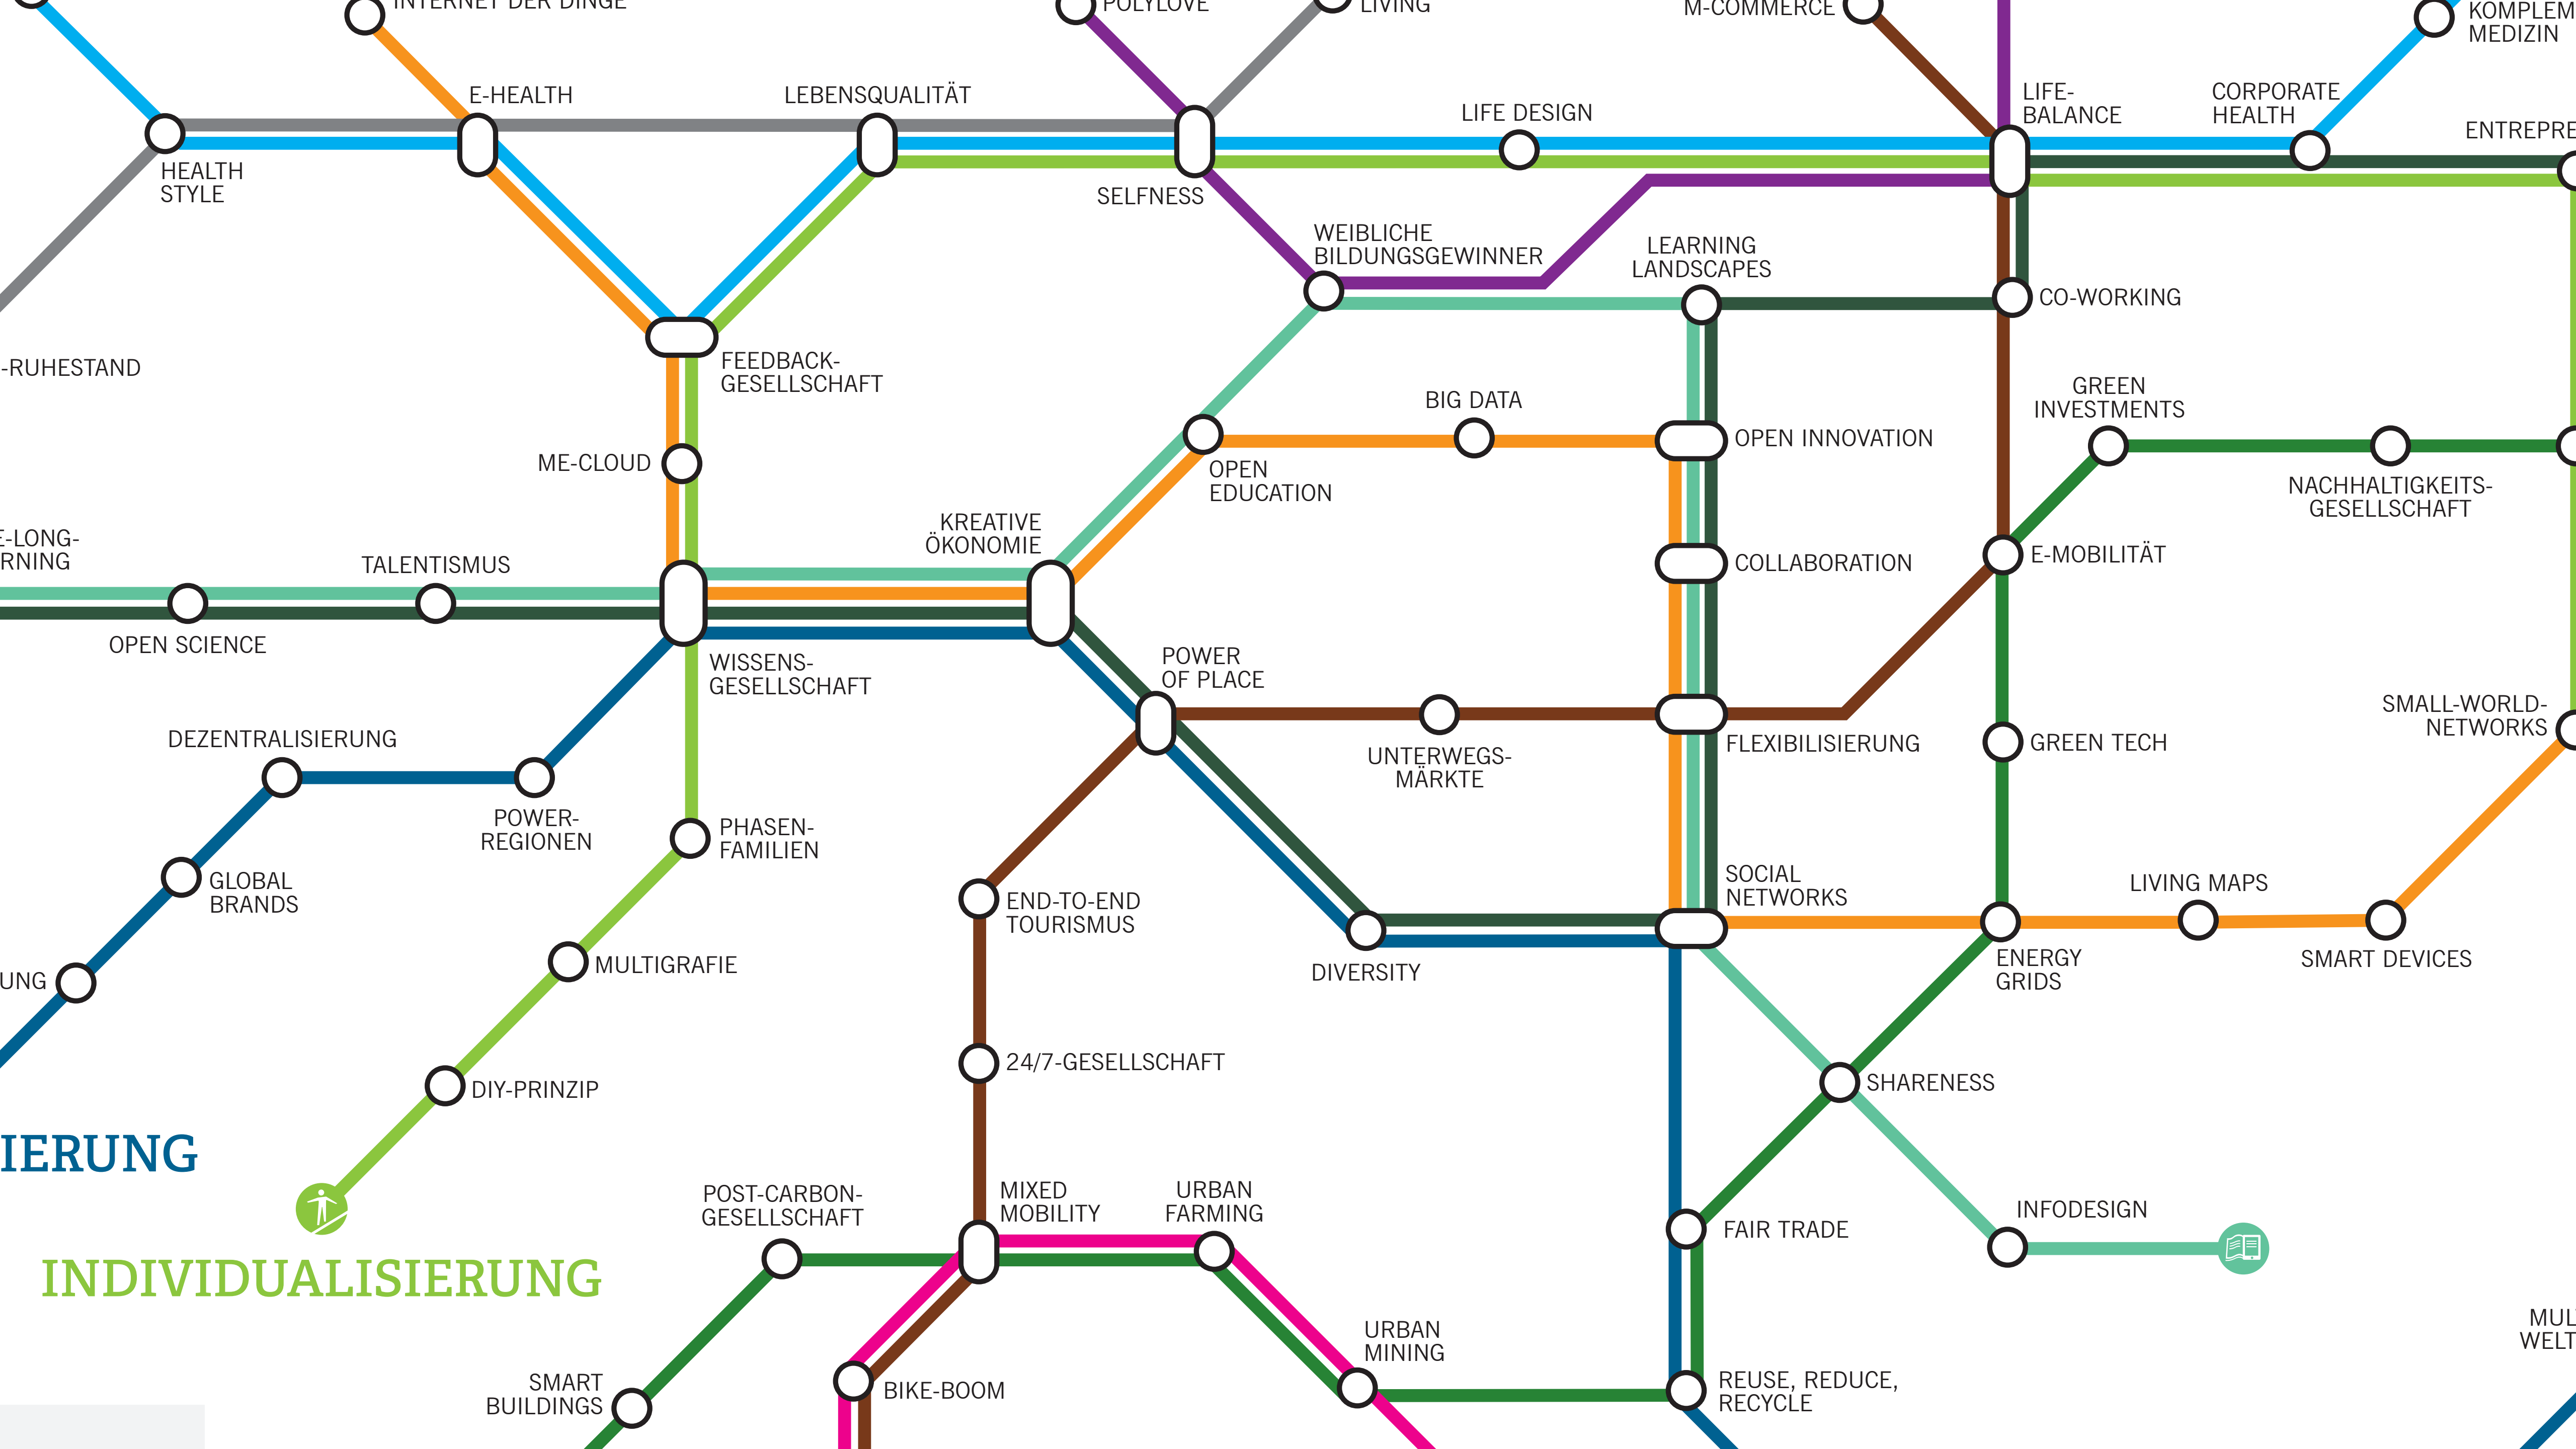 INTERNET DER DINGE
POLYLOVE
LIVING
M-COMMERCE
MEDIZIN
E-HEALTH
LEBENSQUALITÄT
LIFE DESIGN
LIFE-
BALANCE
CORPORATE
HEALTH
HEALTH
STYLE
SELFNESS
WEIBLICHE
BILDUNGSGEWINNER
LEARNING
LANDSCAPES
CO-WORKING
-RUHESTAND
FEEDBACK-
GESELLSCHAFT
BIG DATA
GREEN
INVESTMENTS
OPEN INNOVATION
ME-CLOUD
OPEN
EDUCATION
NACHHALTIGKEITS-
GESELLSCHAFT
KREATIVE
ÖKONOMIE
E-LONG-
RNING
TALENTISMUS
COLLABORATION
E-MOBILITÄT
OPEN SCIENCE
WISSENS-
GESELLSCHAFT
POWER
OF PLACE
SMALL-WORLD-
NETWORKS
DEZENTRALISIERUNG
UNTERWEGS-
MÄRKTE
FLEXIBILISIERUNG
GREEN TECH
POWER-
REGIONEN
PHASEN-
FAMILIEN
GLOBAL
BRANDS
END-TO-END
TOURISMUS
SOCIAL
NETWORKS
LIVING MAPS
UNG
MULTIGRAFIE
DIVERSITY
ENERGY
GRIDS
SMART DEVICES
24/7-GESELLSCHAFT
DIY-PRINZIP
SHARENESS
IERUNG
INDIVIDUALISIERUNG
POST-CARBON-
GESELLSCHAFT
MIXED
MOBILITY
URBAN
FARMING
FAIR TRADE
INFODESIGN
URBAN
MINING
MUL
WELT
SMART
BUILDINGS
BIKE-BOOM
REUSE, REDUCE,
RECYCLE
ENTREPRE
KOMPLEM